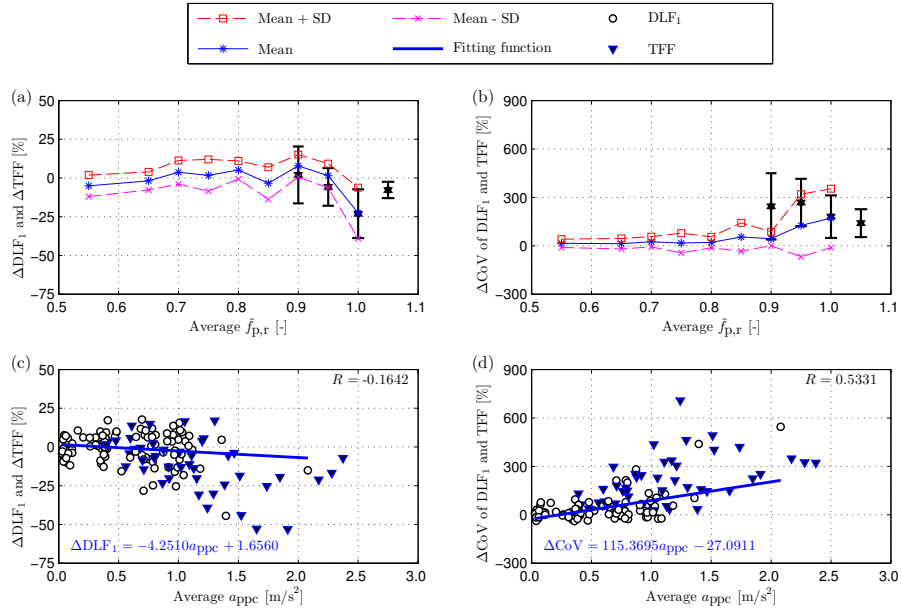 Mean + SD
Mean - SD
DLF₁
Mean
Fitting function
TFF
(a)
50
25
0
−25
−50
−75
ΔDLF₁ and ΔTFF [%]
0.5 0.6 0.7 0.8 0.9 1.0 1.1
Average f̃p,r [-]
(b)
900
600
300
0
−300
ΔCoV of DLF₁ and TFF [%]
0.5 0.6 0.7 0.8 0.9 1.0 1.1
Average f̃p,r [-]
(c)
R = -0.1642
50
25
0
−25
−50
−75
ΔDLF₁ and ΔTFF [%]
ΔDLF₁ = −4.2510appc + 1.6560
0.0 0.5 1.0 1.5 2.0 2.5 3.0
Average appc [m/s²]
(d)
R = 0.5331
900
600
300
0
−300
ΔCoV of DLF₁ and TFF [%]
ΔCoV = 115.3695appc − 27.0911
0.0 0.5 1.0 1.5 2.0 2.5 3.0
Average appc [m/s²]